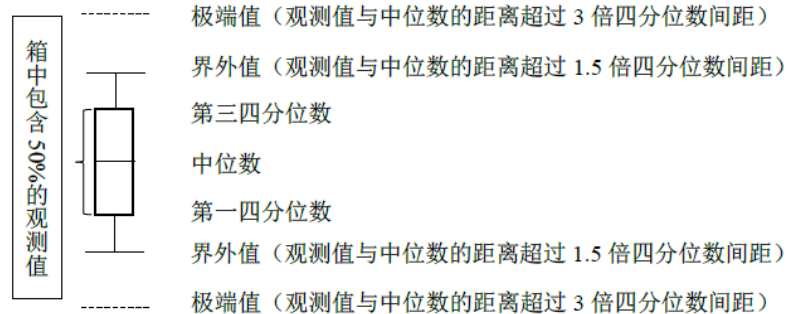 极端值（观测值与中位数的距离超过 3 倍四分位数间距）
界外值（观测值与中位数的距离超过 1.5 倍四分位数间距）
第三四分位数
中位数
第一四分位数
界外值（观测值与中位数的距离超过 1.5 倍四分位数间距）
极端值（观测值与中位数的距离超过 3 倍四分位数间距）
箱中包含 50%的观测值